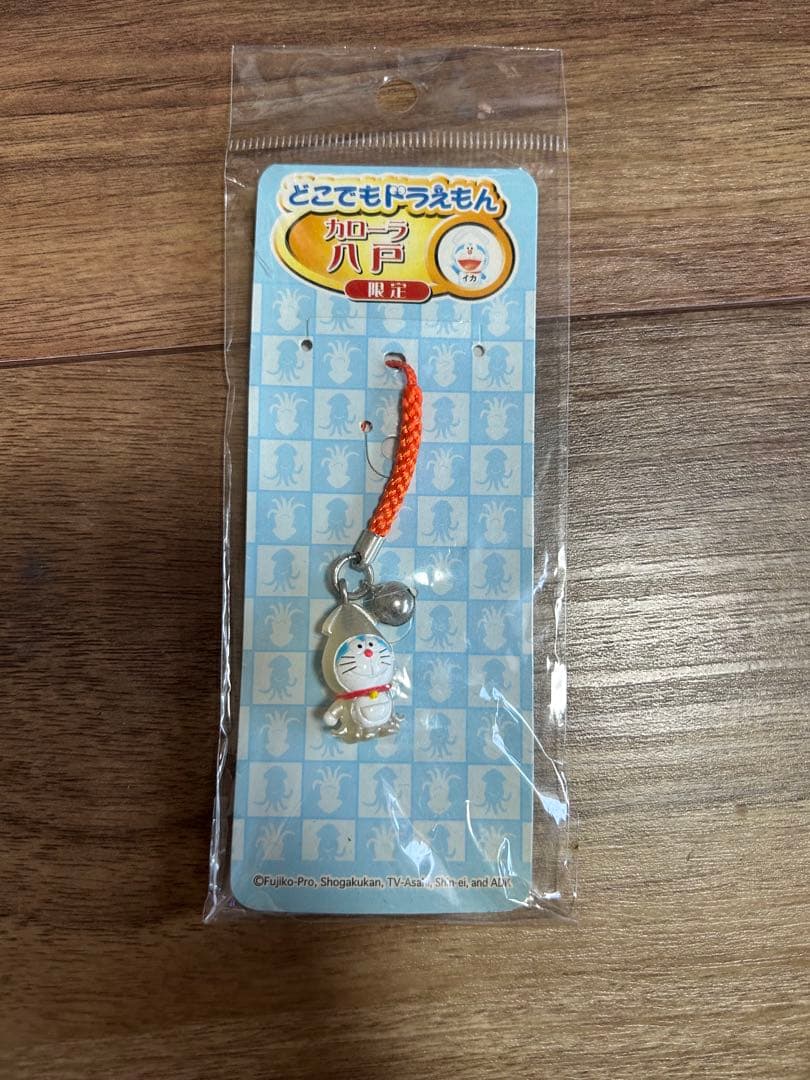 どこでもドラえもん
カローラ
八戸
イカ
限定
©Fujiko-Pro, Shogakukan, TV-Asahi, Shin-ei, and ADK